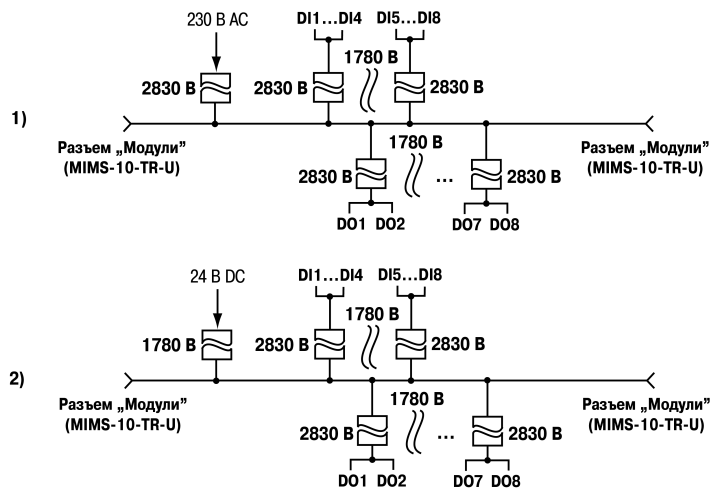 230 В AC
DI1...DI4 DI5...DI8
1780 В
2830 В 2830 В 2830 В
1)
Разъем „Модули”
(MIMS-10-TR-U)
1780 В
Разъем „Модули”
(MIMS-10-TR-U)
2830 В ... 2830 В
DO1 DO2 DO7 DO8
24 В DC
DI1...DI4 DI5...DI8
1780 В
1780 В 2830 В 2830 В
2)
Разъем „Модули”
(MIMS-10-TR-U)
1780 В
Разъем „Модули”
(MIMS-10-TR-U)
2830 В ... 2830 В
DO1 DO2 DO7 DO8